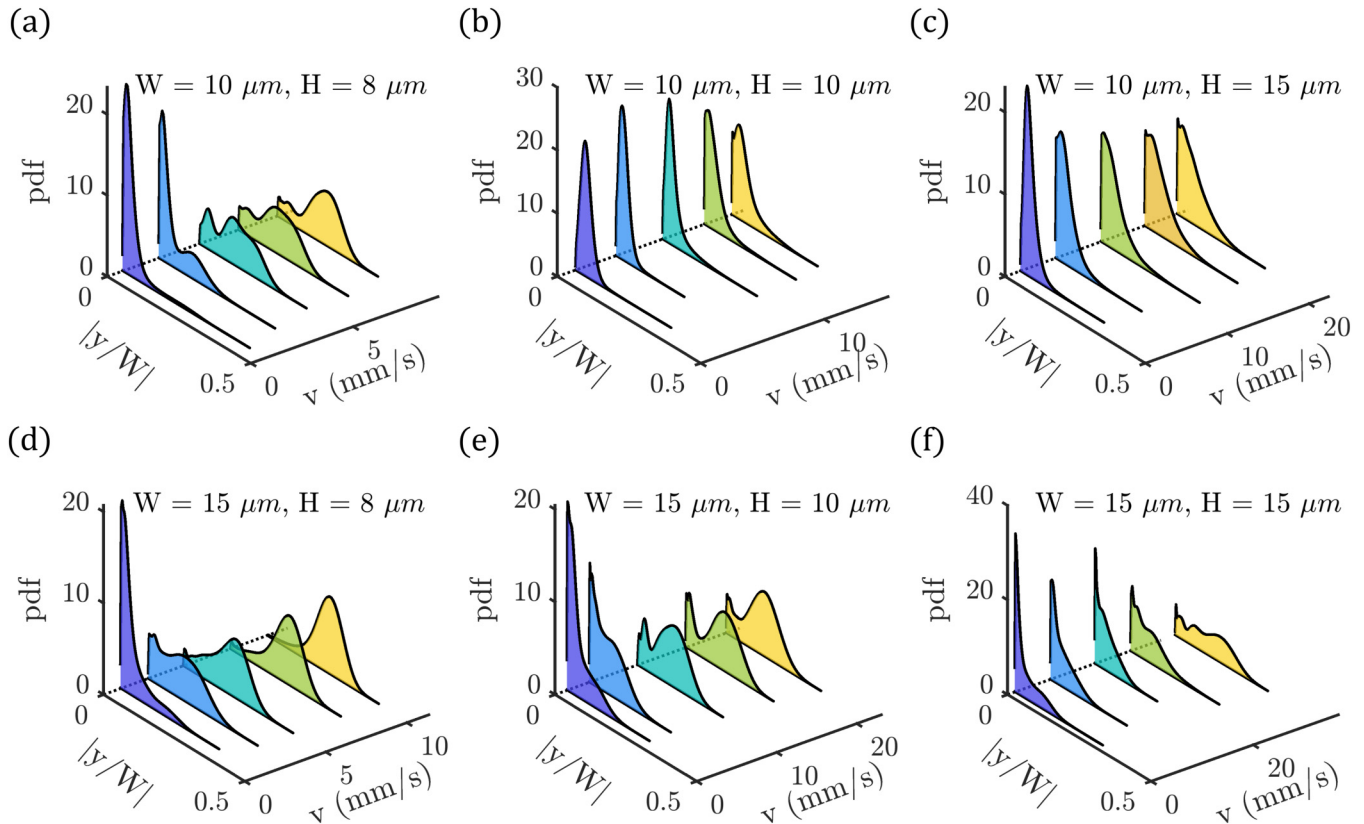 (a)
W = 10 μm, H = 8 μm
20
10
0
pdf
0
0.5
|y/W|
0
5
v (mm/s)
(b)
W = 10 μm, H = 10 μm
30
20
10
0
pdf
0
0.5
|y/W|
0
10
v (mm/s)
(c)
W = 10 μm, H = 15 μm
20
10
0
pdf
0
0.5
|y/W|
0
10
20
v (mm/s)
(d)
W = 15 μm, H = 8 μm
20
10
0
pdf
0
0.5
|y/W|
0
5
10
v (mm/s)
(e)
W = 15 μm, H = 10 μm
20
10
0
pdf
0
0.5
|y/W|
0
10
20
v (mm/s)
(f)
W = 15 μm, H = 15 μm
40
20
0
pdf
0
0.5
|y/W|
0
20
v (mm/s)